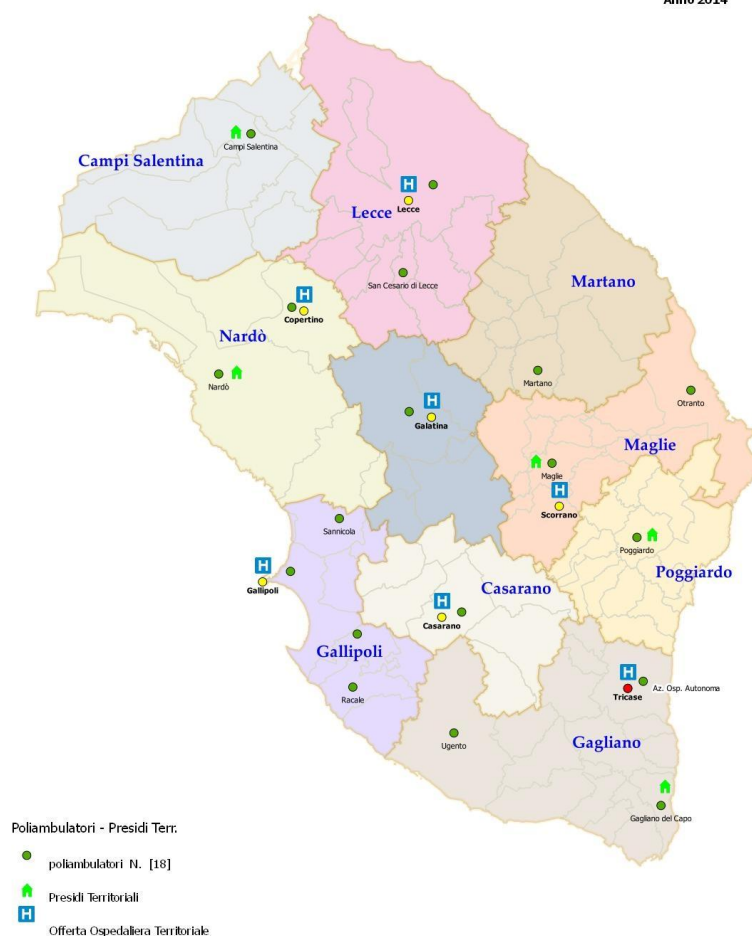 Anno 2014
Campi Salentina
Campi Salentina
H
Lecce
Lecce
San Cesario di Lecce
Martano
H
Copertino
Nardò
Nardò
Martano
Otranto
H
Galatina
Maglie
Maglie
H
Scorrano
Sannicola
Poggiardo
Poggiardo
H
Gallipoli
Casarano
H
Casarano
Gallipoli
Racale
H
Tricase
Az. Osp. Autonoma
Ugento
Gagliano
Gagliano del Capo
Poliambulatori - Presidi Terr.
poliambulatori N. [18]
Presidi Territoriali
H
Offerta Ospedaliera Territoriale